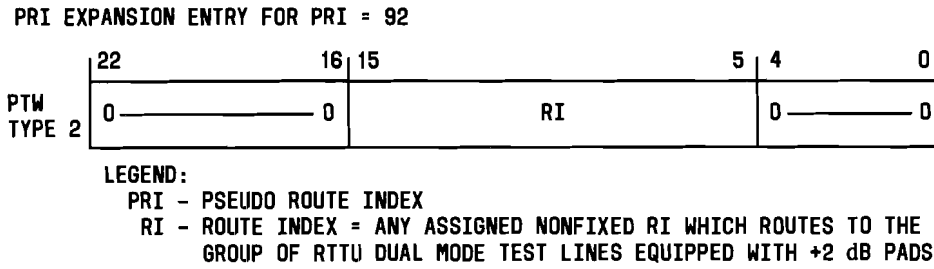 PRI EXPANSION ENTRY FOR PRI = 92
22 16 15 5 4 0
PTW
TYPE 2
0 0 RI 0 0
LEGEND:
PRI - PSEUDO ROUTE INDEX
RI - ROUTE INDEX = ANY ASSIGNED NONFIXED RI WHICH ROUTES TO THE
GROUP OF RTTU DUAL MODE TEST LINES EQUIPPED WITH +2 dB PADS